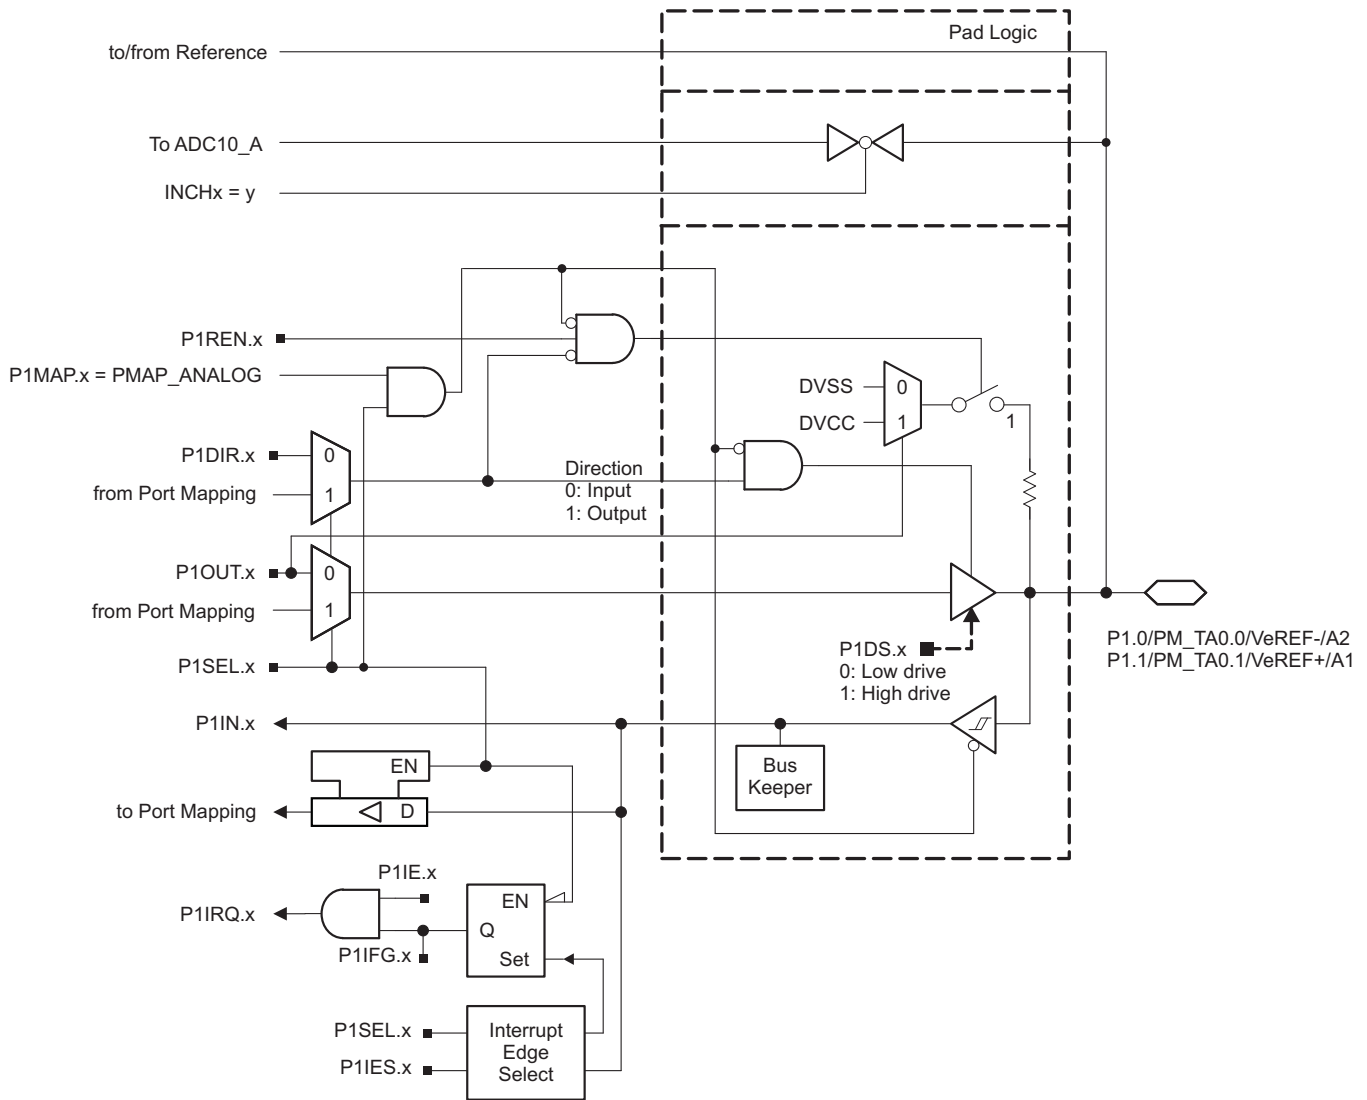 Pad Logic
to/from Reference
To ADC10_A
INCHx = y
P1REN.x
P1MAP.x = PMAP_ANALOG
DVSS
0
DVCC
1
1
P1DIR.x
0
from Port Mapping
1
Direction
0: Input
1: Output
P1OUT.x
0
from Port Mapping
1
P1.0/PM_TA0.0/VeREF-/A2
P1.1/PM_TA0.1/VeREF+/A1
P1DS.x
0: Low drive
1: High drive
P1SEL.x
P1IN.x
EN
Bus
Keeper
to Port Mapping
D
P1IE.x
EN
P1IRQ.x
Q
P1IFG.x
Set
P1SEL.x
P1IES.x
Interrupt
Edge
Select